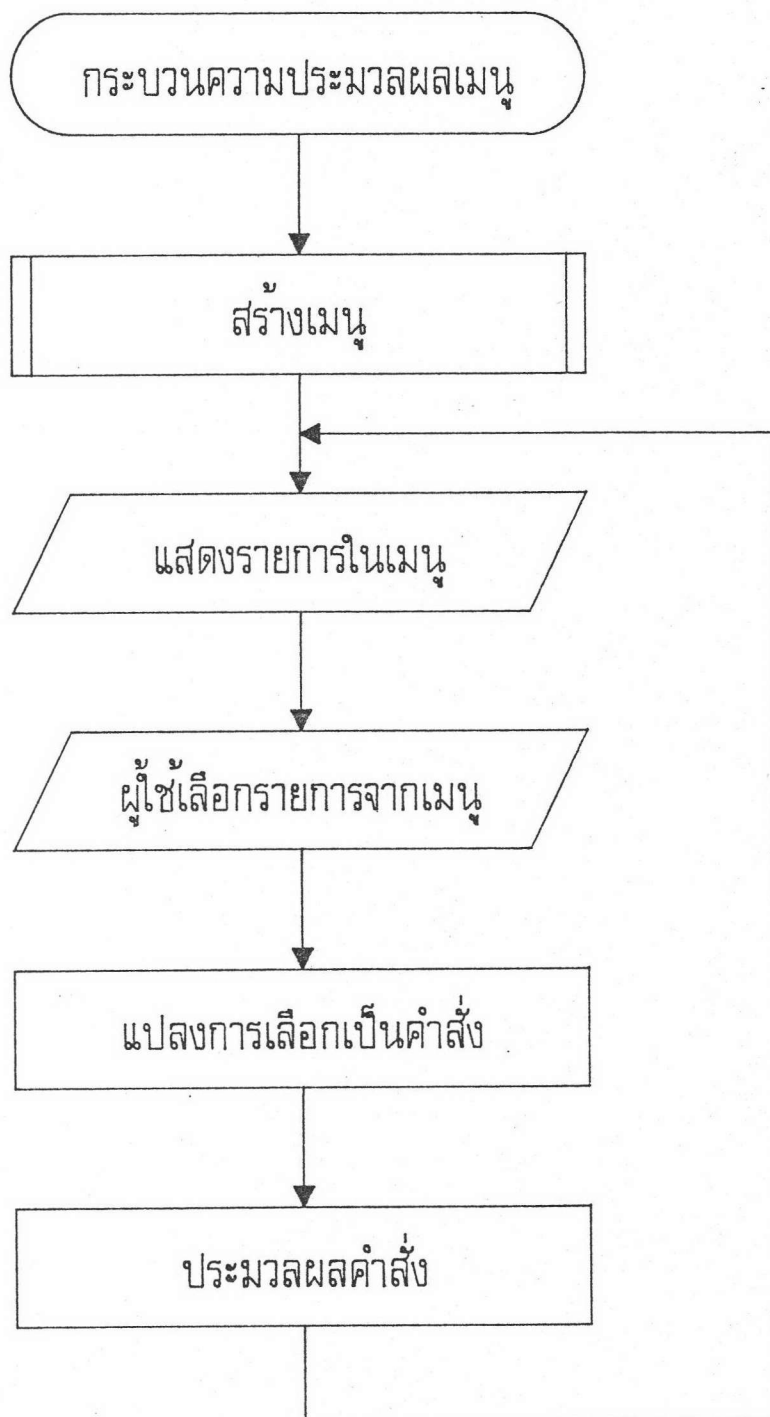 กระบวนความประมวลผลเมนู
สร้างเมนู
แสดงรายการในเมนู
ผู้ใช้เลือกรายการจากเมนู
แปลงการเลือกเป็นคำสั่ง
ประมวลผลคำสั่ง